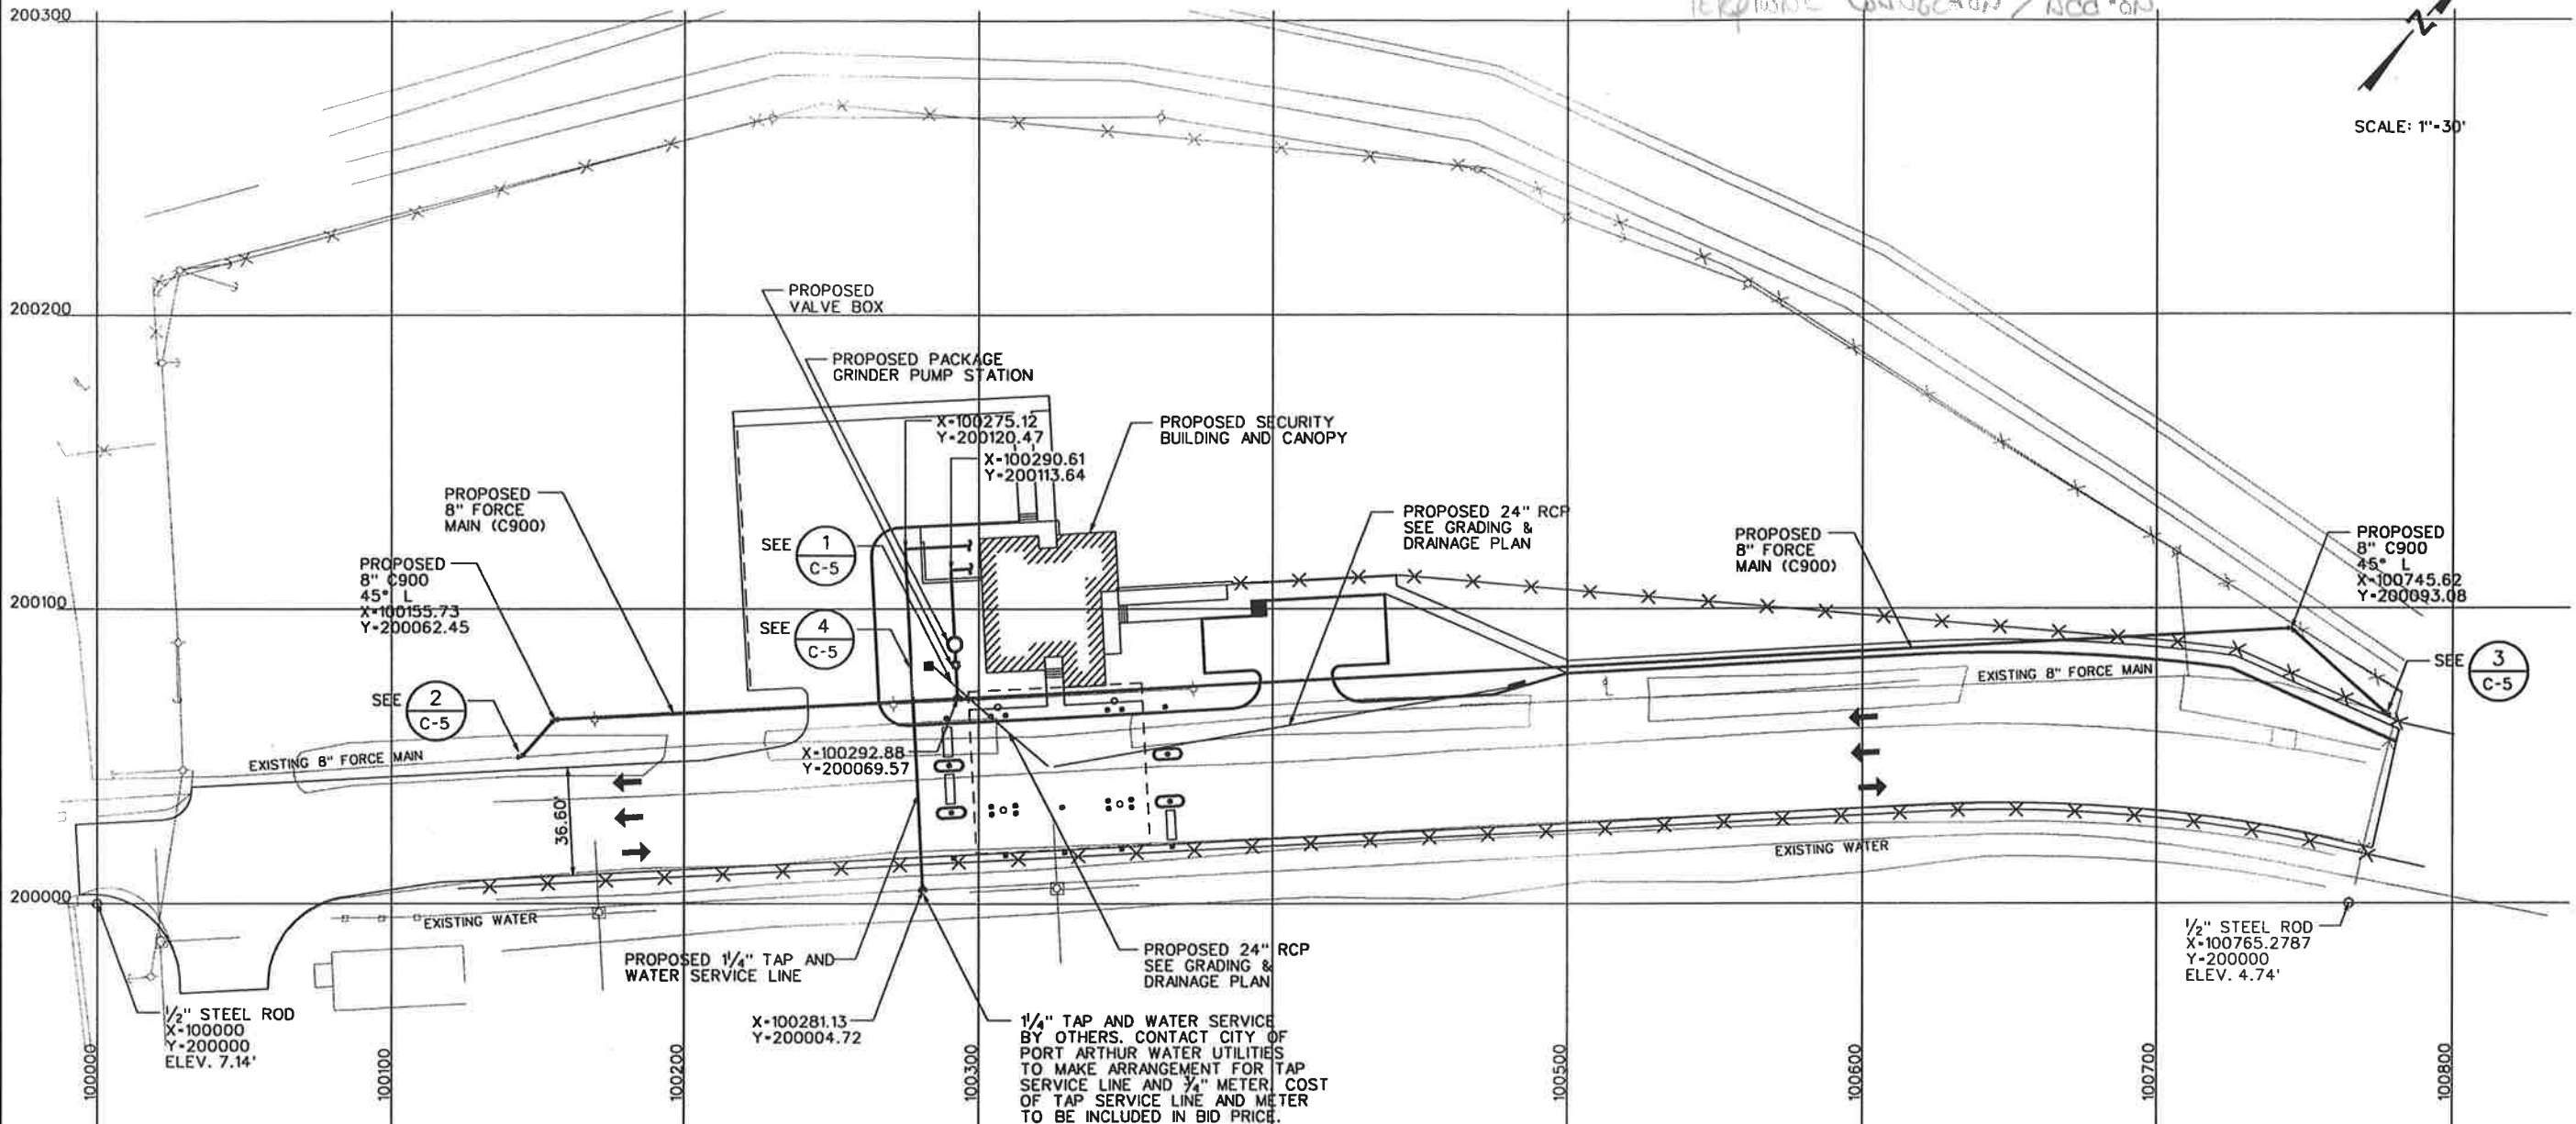 200300
CONNECTION / ADD-ON
Z
SCALE: 1"=30'
200200
PROPOSED
VALVE BOX
PROPOSED PACKAGE
GRINDER PUMP STATION
X=100275.12
Y=200120.47
X=100290.61
Y=200113.64
PROPOSED SECURITY
BUILDING AND CANOPY
PROPOSED
8" FORCE
MAIN (C900)
PROPOSED
8" C900
45° L
X=100155.73
Y=200062.45
SEE 1
C-5
SEE 4
C-5
SEE 2
C-5
PROPOSED 24" RCP
SEE GRADING &
DRAINAGE PLAN
PROPOSED
8" FORCE
MAIN (C900)
PROPOSED
8" C900
45° L
X=100745.62
Y=200093.08
SEE 3
C-5
200100
EXISTING 8" FORCE MAIN
EXISTING 8" FORCE MAIN
X=100292.88
Y=200069.57
36.60'
EXISTING WATER
200000
EXISTING WATER
PROPOSED 1¼" TAP AND
WATER SERVICE LINE
PROPOSED 24" RCP
SEE GRADING &
DRAINAGE PLAN
½" STEEL ROD
X=100765.2787
Y=200000
ELEV. 4.74'
½" STEEL ROD
X=100000
Y=200000
ELEV. 7.14'
X=100281.13
Y=200004.72
1¼" TAP AND WATER SERVICE
BY OTHERS. CONTACT CITY OF
PORT ARTHUR WATER UTILITIES
TO MAKE ARRANGEMENT FOR TAP
SERVICE LINE AND ¾" METER. COST
OF TAP SERVICE LINE AND METER
TO BE INCLUDED IN BID PRICE.
100000
100100
100200
100300
100500
100600
100700
100800